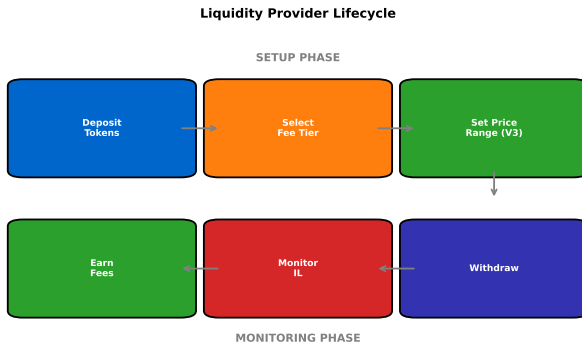 Liquidity Provider Lifecycle
SETUP PHASE
Deposit
Tokens
Select
Fee Tier
Set Price
Range (V3)
Earn
Fees
Monitor
IL
Withdraw
MONITORING PHASE